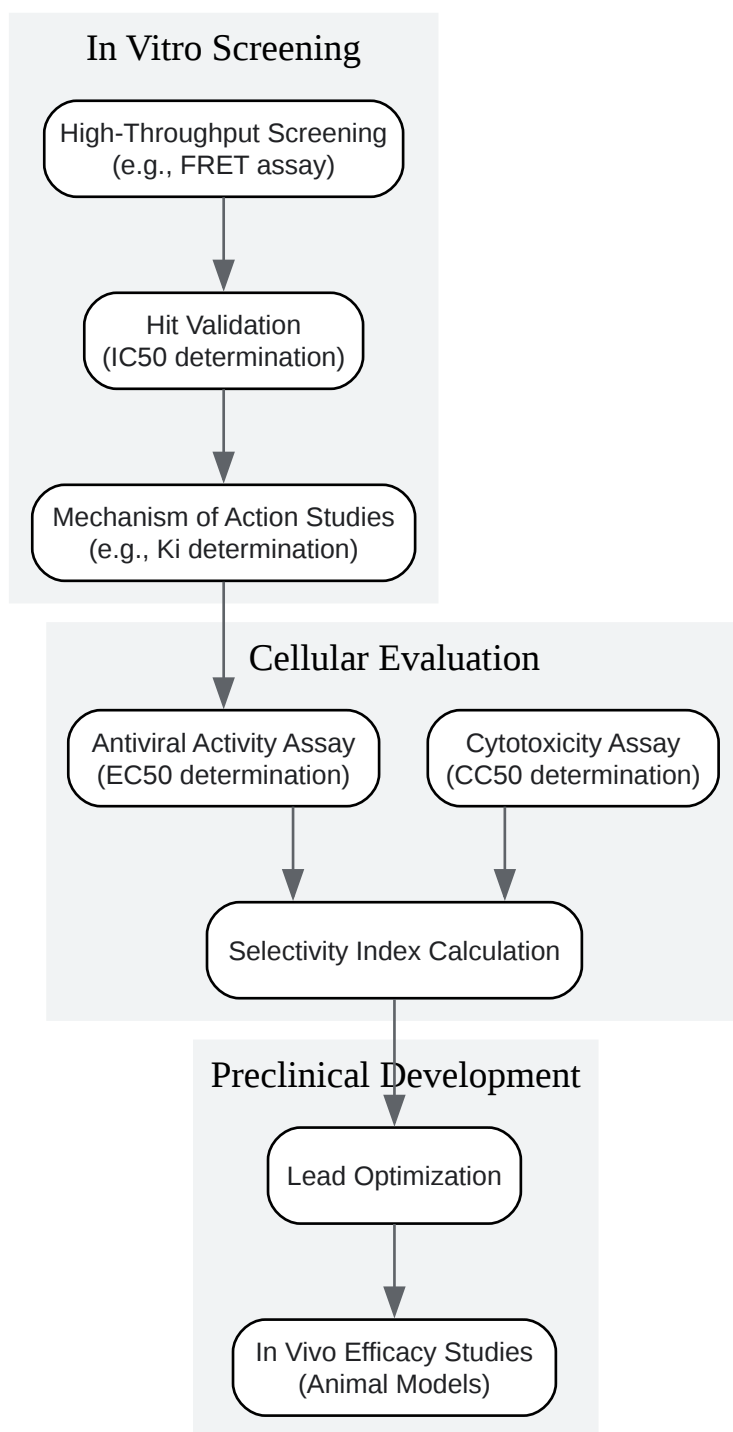 In Vitro Screening
High-Throughput Screening
(e.g., FRET assay)
Hit Validation
(IC50 determination)
Mechanism of Action Studies
(e.g., Ki determination)
Cellular Evaluation
Antiviral Activity Assay
(EC50 determination)
Cytotoxicity Assay
(CC50 determination)
Selectivity Index Calculation
Preclinical Development
Lead Optimization
In Vivo Efficacy Studies
(Animal Models)